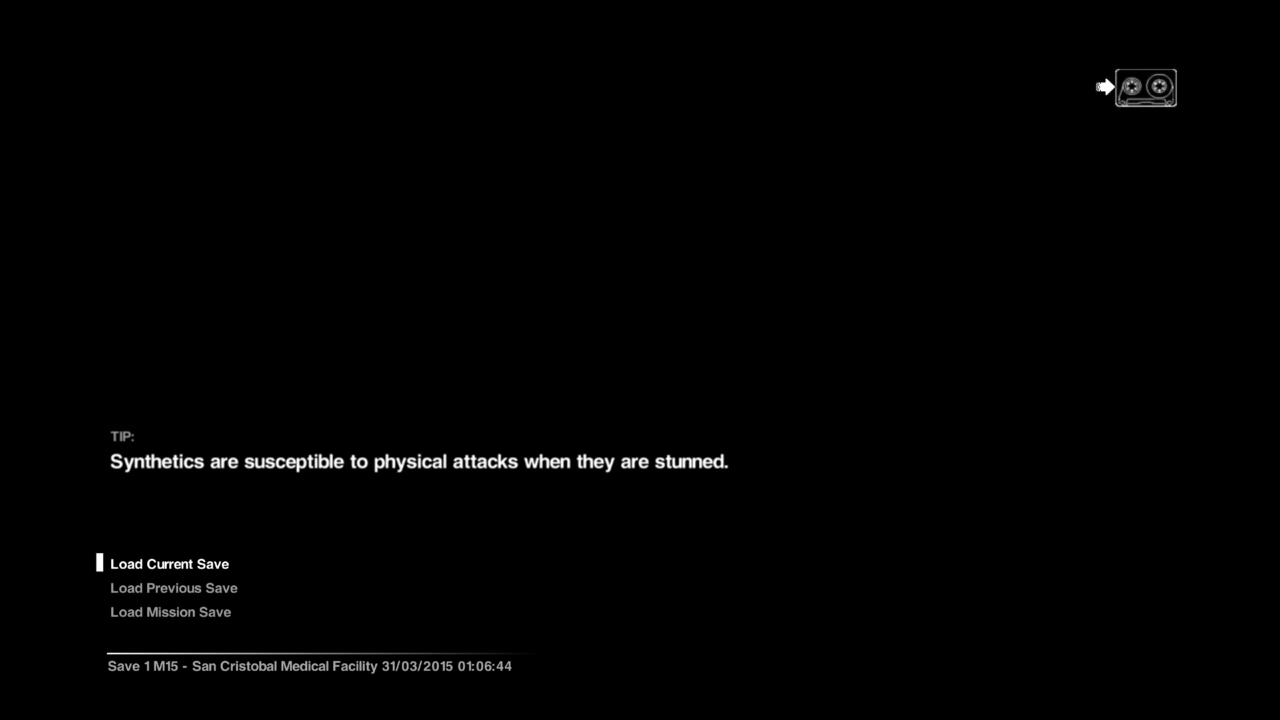 TIP:
Synthetics are susceptible to physical attacks when they are stunned.
Load Current Save
Load Previous Save
Load Mission Save
Save 1 M15 - San Cristobal Medical Facility 31/03/2015 01:06:44